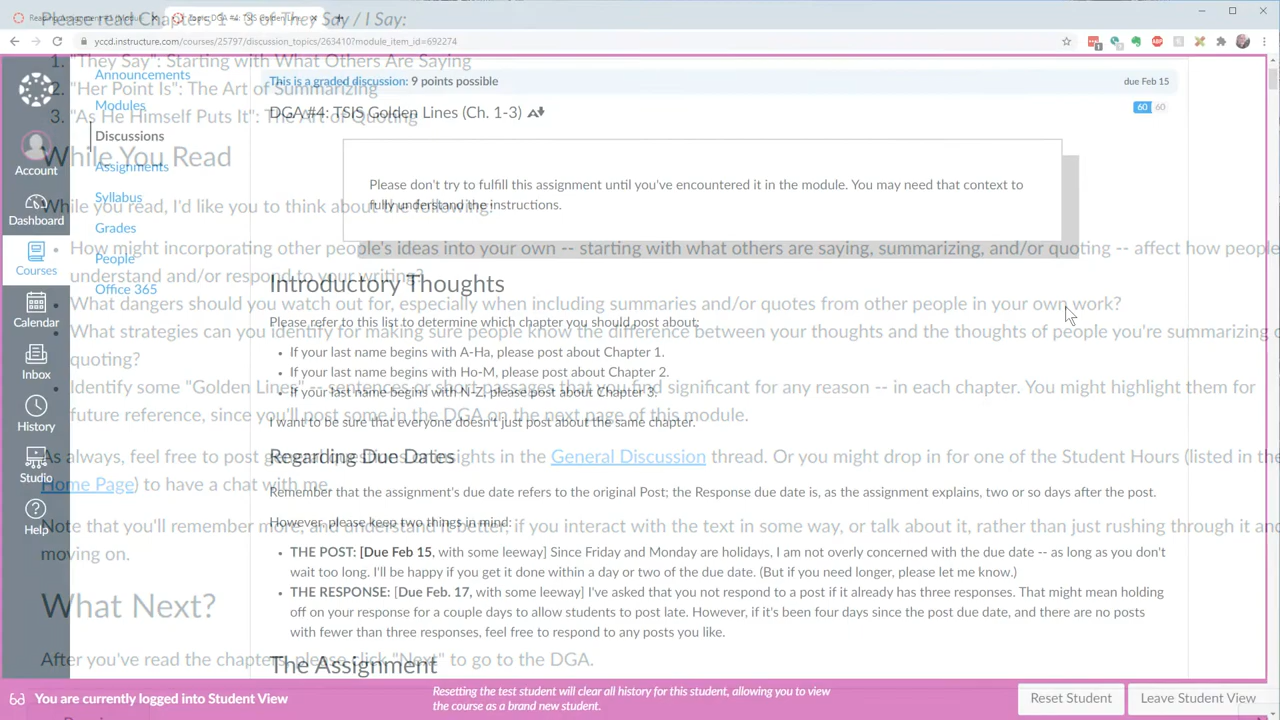 Please read Chapters 1 - 3 of They Say / I Say:
Topic: DGA #4: TSIS Golden Lin
yccd.instructure.com/courses/25797/discussion_topics/263410?module_item_id=692274
1. "They Say": Starting with What Others Are Saying
2. "Her Point Is": The Art of Summarizing
3. "As He Himself Puts It": The Art of Quoting
While You Read
While you read, I'd like you to think about the following:
• How might incorporating other people's ideas into your own -- starting with what others are saying, summarizing, and/or quoting -- affect how people
understand and/or respond to your writing?
• What dangers should you watch out for, especially when including summaries and/or quotes from other people in your own work?
• What strategies can you identify for making sure people know the difference between your thoughts and the thoughts of people you're summarizing
quoting?
• Identify some "Golden Lines" -- sentences or short passages that you find significant for any reason -- in each chapter. You might highlight them for
future reference, since you'll post some in the DGA on the next page of this module.
As always, feel free to post general questions or insights in the General Discussion thread. Or you might drop in for one of the Student Hours (listed in the
Home Page) to have a chat with me.
Note that you'll remember more, and understand better, if you interact with the text in some way, or talk about it, rather than just rushing through it and
moving on.
What Next?
After you've read the chapters, please click "Next" to go to the DGA.
Account
Dashboard
Courses
Calendar
Inbox
History
Studio
Help
Announcements
Modules
Discussions
Assignments
Syllabus
Grades
People
Office 365
This is a graded discussion: 9 points possible
due Feb 15
DGA #4: TSIS Golden Lines (Ch. 1-3)
60 60
Please don't try to fulfill this assignment until you've encountered it in the module. You may need that context to
fully understand the instructions.
Introductory Thoughts
Please refer to this list to determine which chapter you should post about:
• If your last name begins with A-Ha, please post about Chapter 1.
• If your last name begins with Ho-M, please post about Chapter 2.
• If your last name begins with N-Z, please post about Chapter 3.
I want to be sure that everyone doesn't just post about the same chapter.
Regarding Due Dates
Remember that the assignment's due date refers to the original Post; the Response due date is, as the assignment explains, two or so days after the post.
However, please keep two things in mind:
• THE POST: [Due Feb 15, with some leeway] Since Friday and Monday are holidays, I am not overly concerned with the due date -- as long as you don't
wait too long. I'll be happy if you get it done within a day or two of the due date. (But if you need longer, please let me know.)
• THE RESPONSE: [Due Feb. 17, with some leeway] I've asked that you not respond to a post if it already has three responses. That might mean holding
off on your response for a couple days to allow students to post late. However, if it's been four days since the post due date, and there are no posts
with fewer than three responses, feel free to respond to any posts you like.
The Assignment
You are currently logged into Student View
Resetting the test student will clear all history for this student, allowing you to view
the course as a brand new student.
Reset Student
Leave Student View